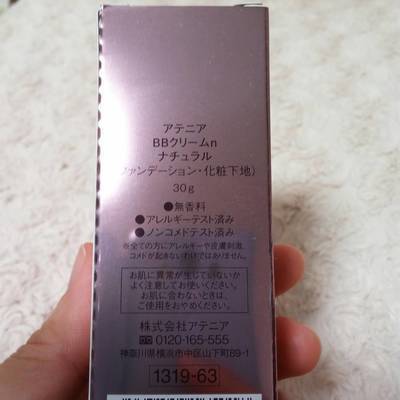 アテニア
BBクリームn
ナチュラル
ファンデーション・化粧下地)
30g
●無香料
●アレルギーテスト済み
●ノンコメドテスト済み
※全ての方にアレルギーや皮膚刺激、
コメドが起きないわけではありません。
お肌に異常が生じていないか
よく注意して使用してください。
お肌に合わないときは、
ご使用をおやめください。
株式会社アテニア
☎0120-165-555
神奈川県横浜市中区山下町89-1
1319-63